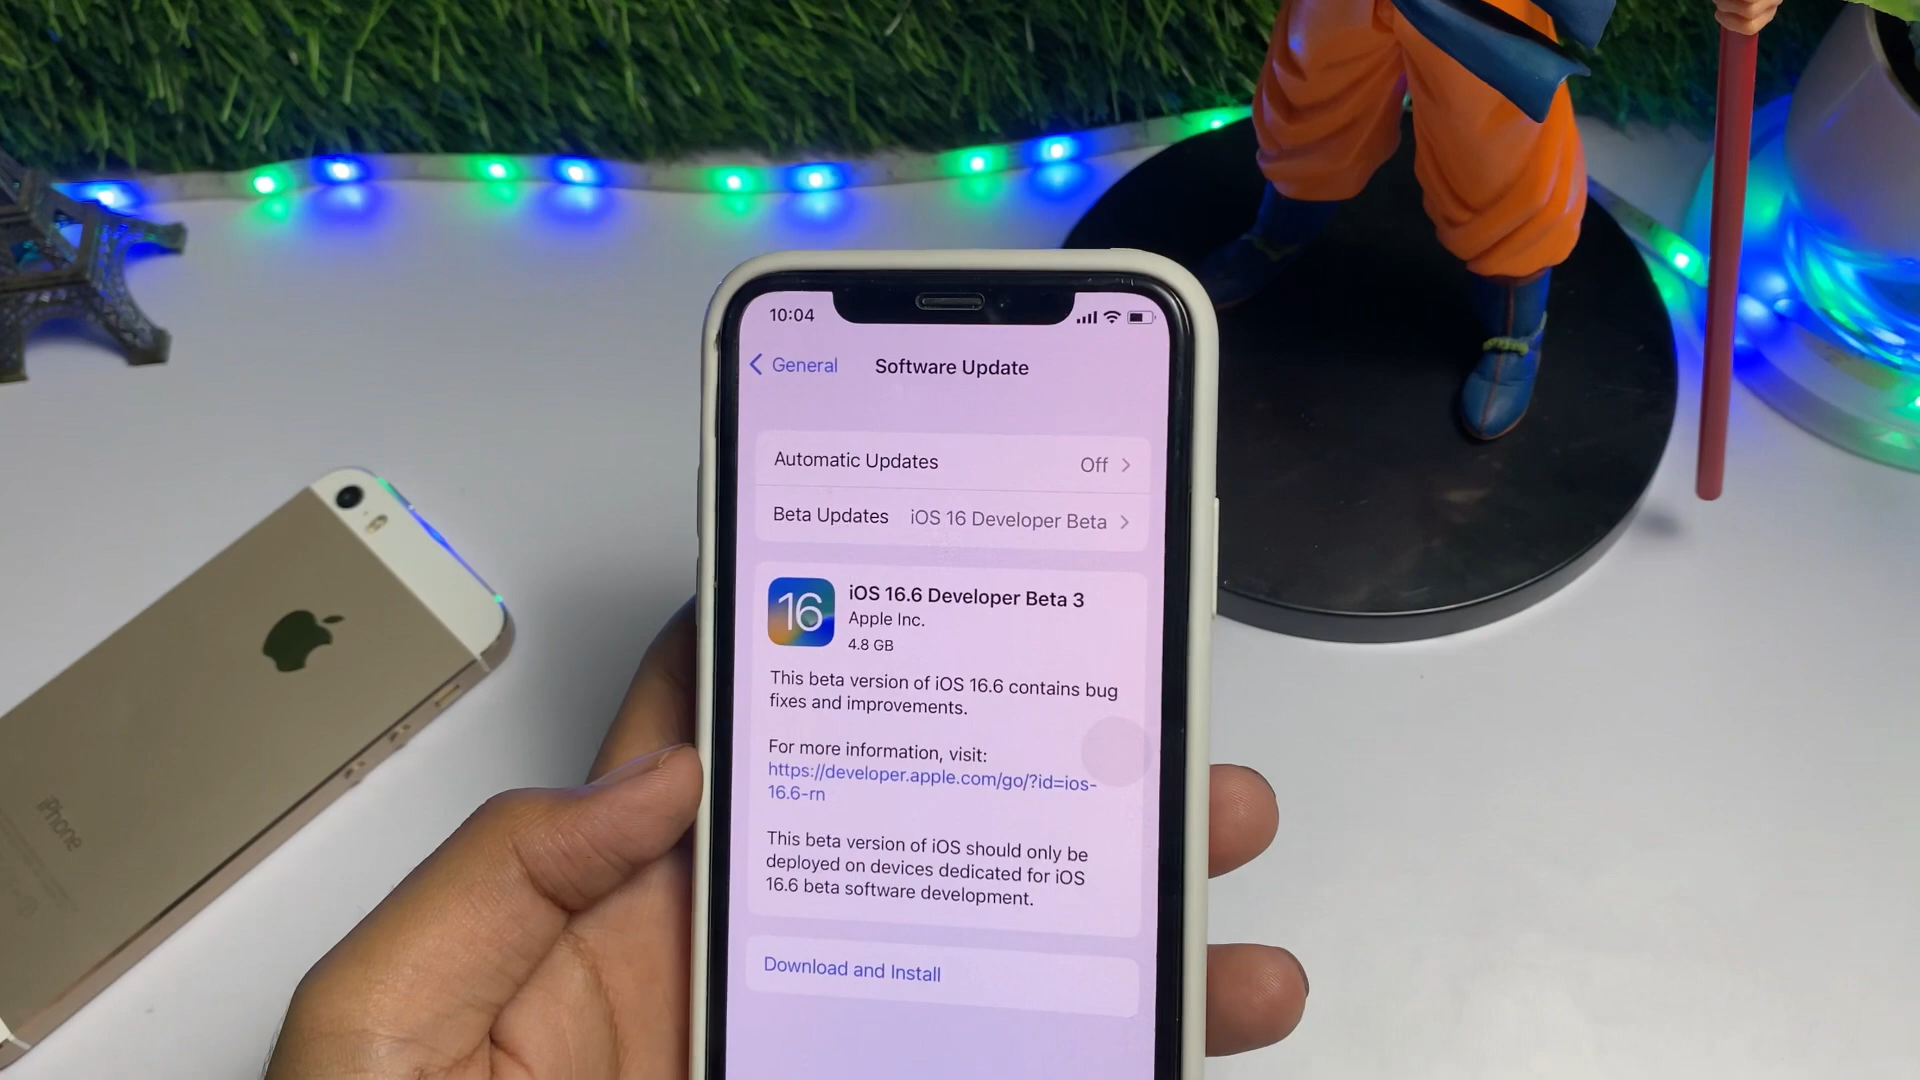 10:04
General
Software Update
Automatic Updates Off
Beta Updates iOS 16 Developer Beta
16
iOS 16.6 Developer Beta 3
Apple Inc.
4.8 GB
This beta version of iOS 16.6 contains bug
fixes and improvements.
For more information, visit:
https://developer.apple.com/go/?id=ios-
16.6-rn
This beta version of iOS should only be
deployed on devices dedicated for iOS
16.6 beta software development.
Download and Install
iPhone